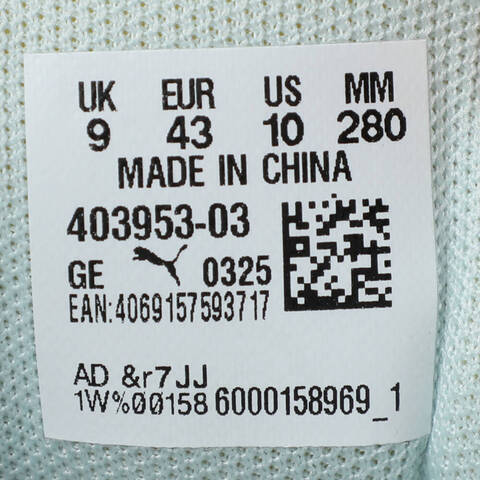 UK EUR US MM
9 43 10 280
MADE IN CHINA
403953-03
GE 0325
EAN:4069157593717
AD &r7JJ
1W%00158 6000158969_1